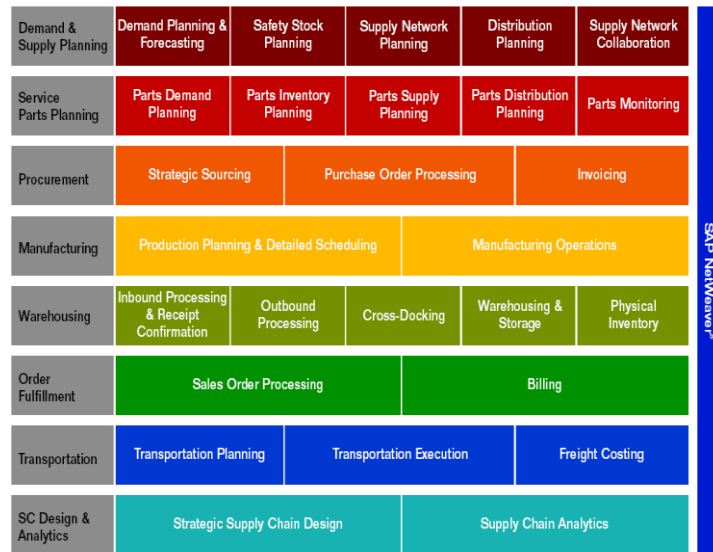 Demand &
Supply Planning
Demand Planning &
Forecasting
Safety Stock
Planning
Supply Network
Planning
Distribution
Planning
Supply Network
Collaboration
Service
Parts Planning
Parts Demand
Planning
Parts Inventory
Planning
Parts Supply
Planning
Parts Distribution
Planning
Parts Monitoring
Procurement
Strategic Sourcing
Purchase Order Processing
Invoicing
Manufacturing
Production Planning & Detailed Scheduling
Manufacturing Operations
Warehousing
Inbound Processing
& Receipt
Confirmation
Outbound
Processing
Cross-Docking
Warehousing &
Storage
Physical
Inventory
Order
Fulfillment
Sales Order Processing
Billing
Transportation
Transportation Planning
Transportation Execution
Freight Costing
SC Design &
Analytics
Strategic Supply Chain Design
Supply Chain Analytics
SAP NetWeaver®